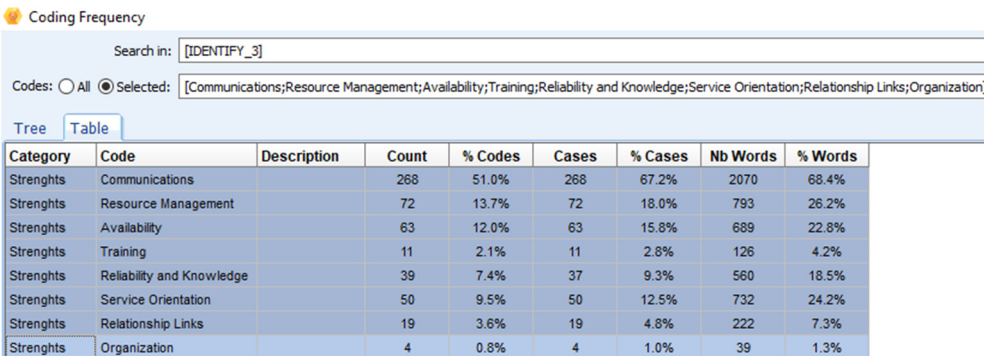 Coding Frequency
Search in: [IDENTIFY_3]
Codes: All Selected: [Communications;Resource Management;Availability;Training;Reliability and Knowledge;Service Orientation;Relationship Links;Organization]
Tree Table
Category Code Description Count % Codes Cases % Cases Nb Words % Words
Strenghts Communications 268 51.0% 268 67.2% 2070 68.4%
Strenghts Resource Management 72 13.7% 72 18.0% 793 26.2%
Strenghts Availability 63 12.0% 63 15.8% 689 22.8%
Strenghts Training 11 2.1% 11 2.8% 126 4.2%
Strenghts Reliability and Knowledge 39 7.4% 37 9.3% 560 18.5%
Strenghts Service Orientation 50 9.5% 50 12.5% 732 24.2%
Strenghts Relationship Links 19 3.6% 19 4.8% 222 7.3%
Strenghts Organization 4 0.8% 4 1.0% 39 1.3%